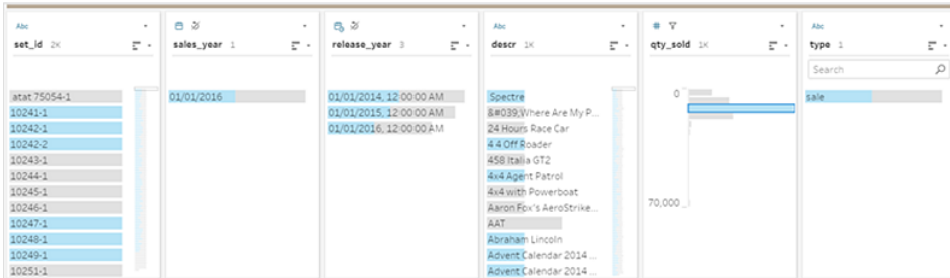 Abc
set_id 2K
atat 75054-1
10241-1
10242-1
10242-2
10243-1
10244-1
10245-1
10246-1
10247-1
10248-1
10249-1
10251-1
sales_year 1
01/01/2016
release_year 3
01/01/2014, 12:00:00 AM
01/01/2015, 12:00:00 AM
01/01/2016, 12:00:00 AM
Abc
descr 1K
Spectre
&#039,Where Are My P...
24 Hours Race Car
4 4 Off Roader
458 Italia GT2
4x4 Agent Patrol
4x4 with Powerboat
Aaron Fox's AeroStrike...
AAT
Abraham Lincoln
Advent Calendar 2014 ...
Advent Calendar 2014 ...
#
qty_sold 1K
0
70,000
Abc
type 1
Search
sale